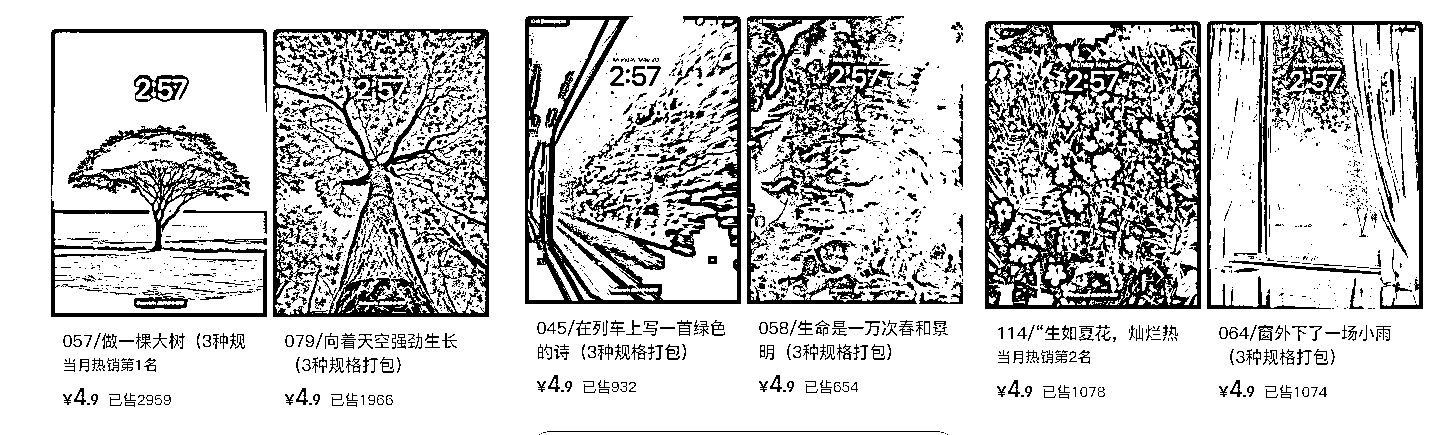 2:57
057/做一棵大树（3种规
当月热销第1名
¥4.9 已售2959
2:57
079/向着天空强劲生长
（3种规格打包）
¥4.9 已售1966
2:57
045/在列车上写一首绿色
的诗（3种规格打包）
¥4.9 已售932
2:57
058/生命是一万次春和景
明（3种规格打包）
¥4.9 已售654
2:57
114/“生如夏花，灿烂热
当月热销第2名
¥4.9 已售1078
2:57
064/窗外下了一场小雨
（3种规格打包）
¥4.9 已售1074